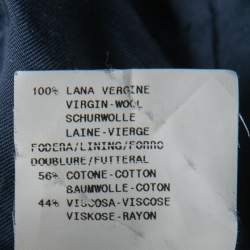 100% LANA VERGINE
VIRGIN-WOOL
SCHURWOLLE
LAINE-VIERGE
FODERA/LINING/FORRO
DOUBLURE/FUTTERAL
56% COTONE-COTTON
BAUMWOLLE-COTON
44% VISCOSA-VISCOSE
VISKOSE-RAYON